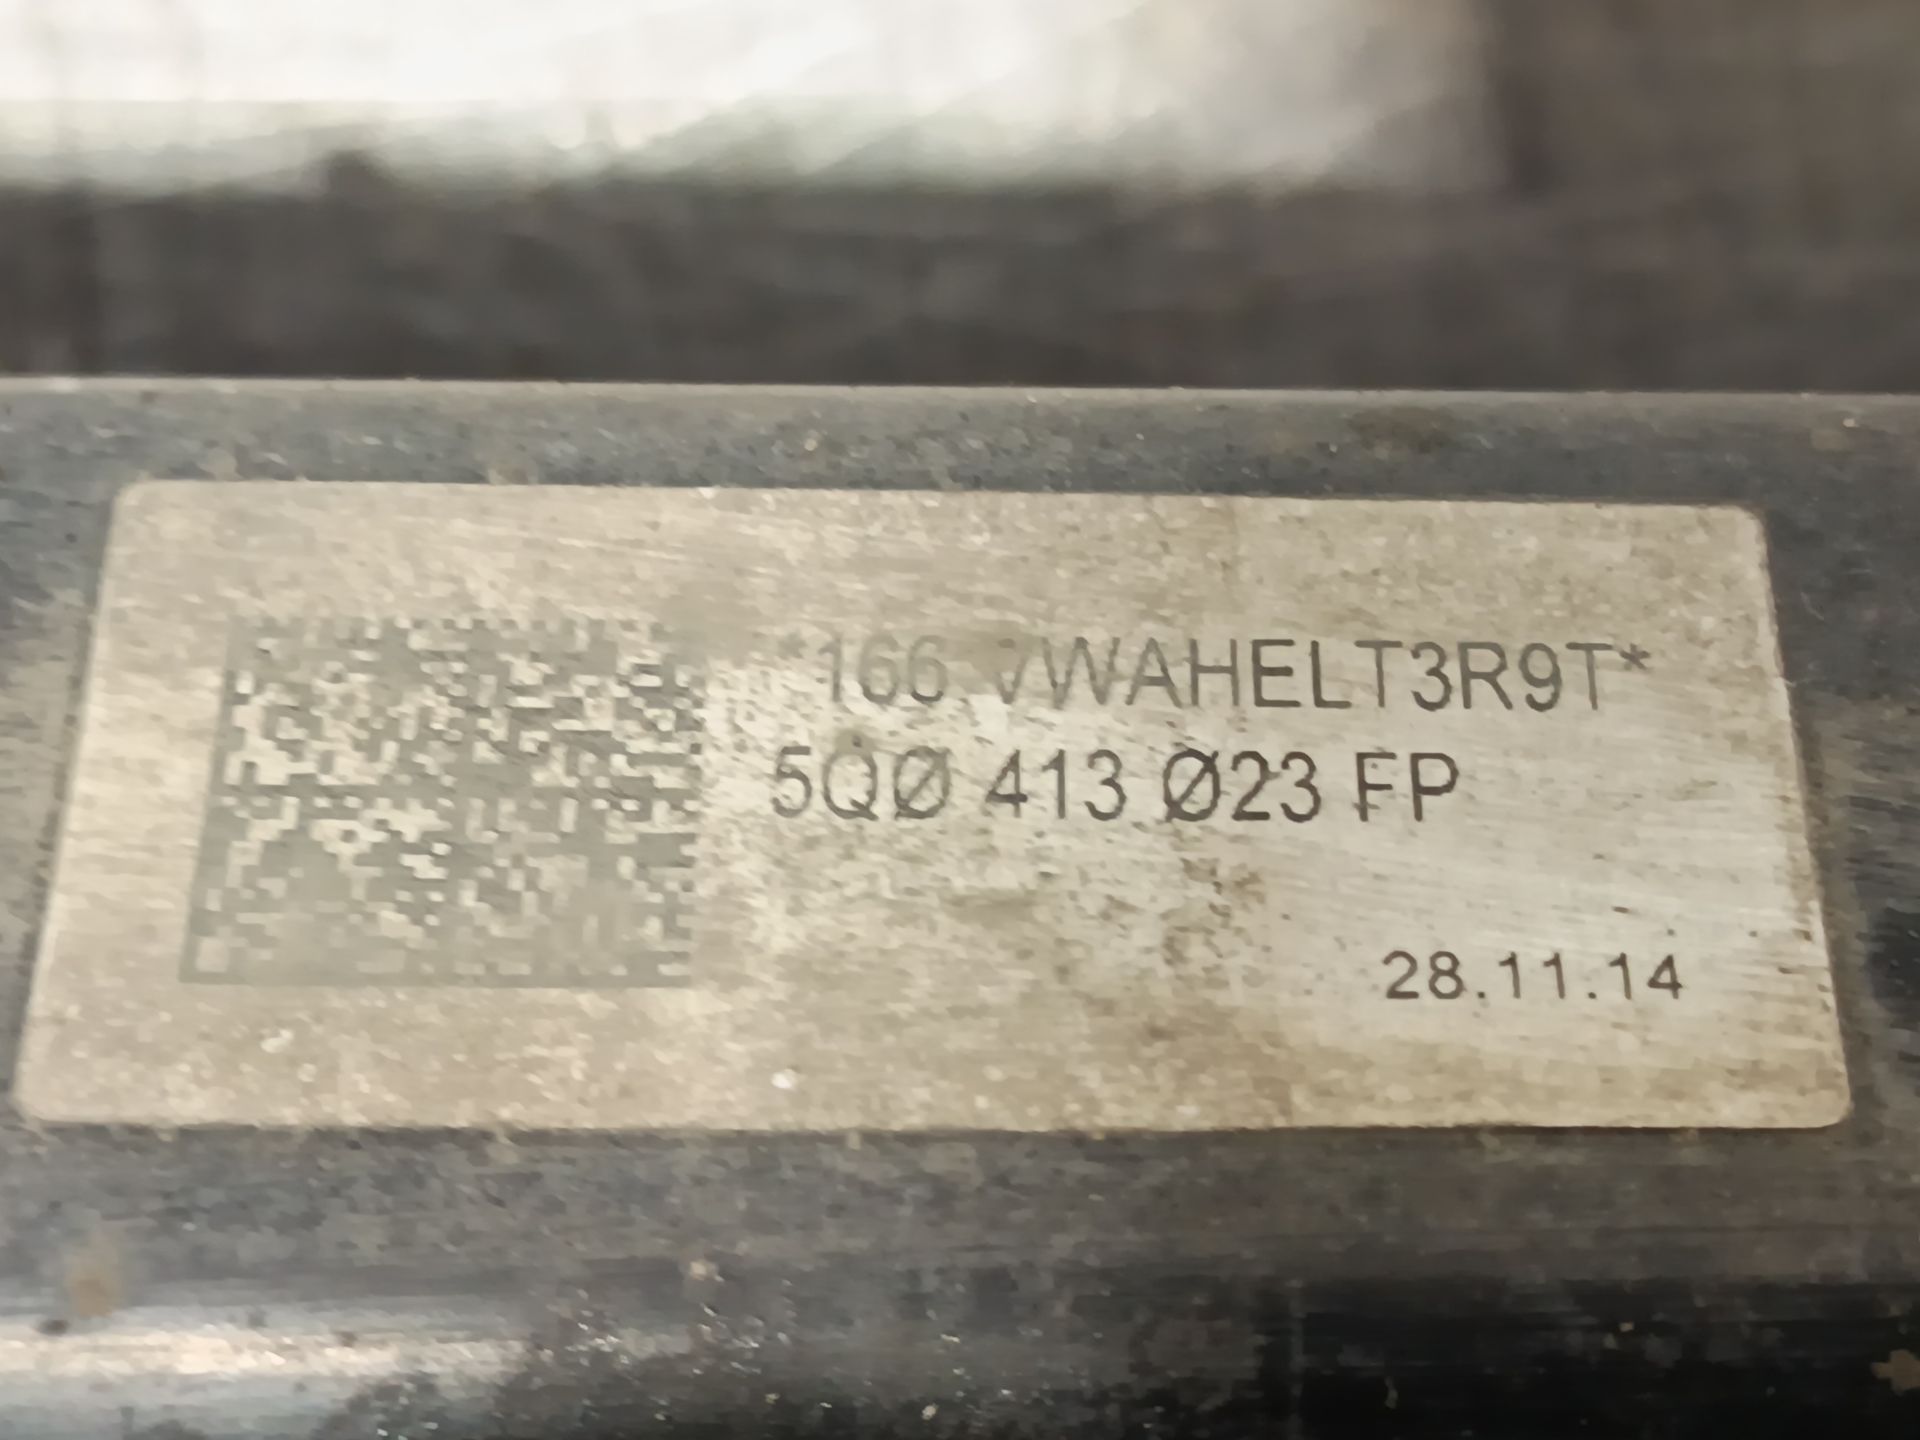 *166 VWAHELT3R9T*
5QØ 413 Ø23 FP
28.11.14